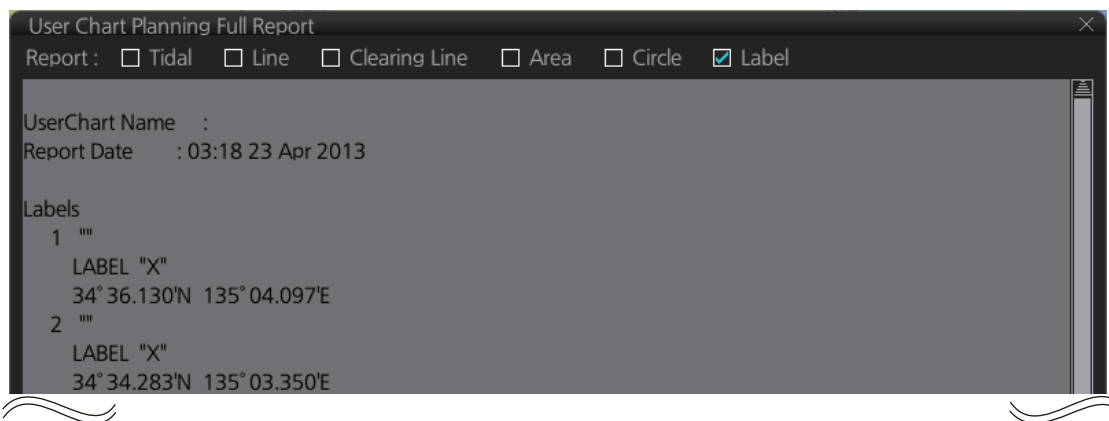 User Chart Planning Full Report
Report : Tidal Line Clearing Line Area Circle Label
UserChart Name :
Report Date : 03:18 23 Apr 2013
Labels
1 ""
LABEL "X"
34°36.130'N 135°04.097'E
2 ""
LABEL "X"
34°34.283'N 135°03.350'E